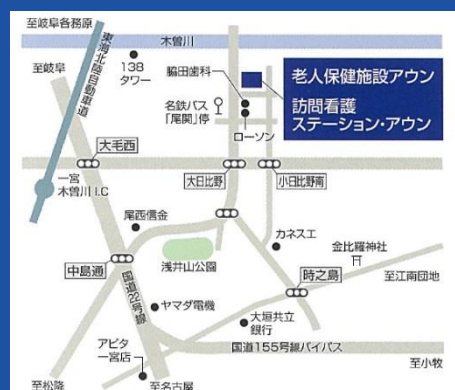 至岐阜各務原
木曽川
東海北陸自動車道
至岐阜
138
タワー
脇田歯科
老人保健施設アウン
訪問看護
ステーション・アウン
名鉄バス
「尾関」停
ローソン
大毛西
大日比野
小日比野南
一宮
木曽川I.C
尾西信金
カネスエ
金比羅神社
中島通
浅井山公園
時之島
至江南団地
国道22号線
ヤマダ電機
大垣共立
銀行
アピタ
一宮店
国道155号線バイパス
至小牧
至松隆
至名古屋